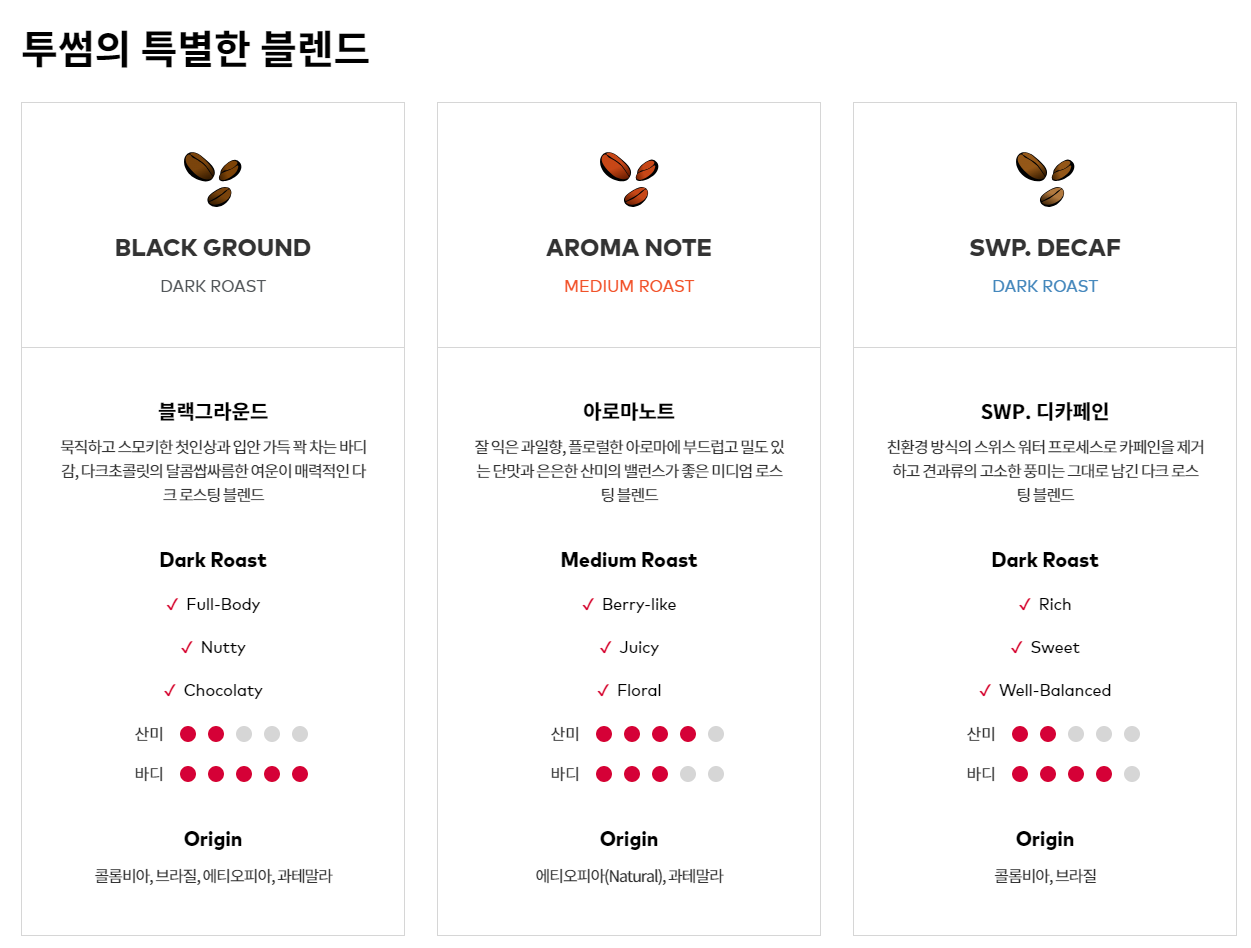 투썸의 특별한 블렌드
BLACK GROUND
DARK ROAST
블랙그라운드
묵직하고 스모키한 첫인상과 입안 가득 꽉 차는 바디
감, 다크초콜릿의 달콤쌉싸름한 여운이 매력적인 다
크 로스팅 블렌드
Dark Roast
✓ Full-Body
✓ Nutty
✓ Chocolaty
산미
바디
Origin
콜롬비아, 브라질, 에티오피아, 과테말라
AROMA NOTE
MEDIUM ROAST
아로마노트
잘 익은 과일향, 플로럴한 아로마에 부드럽고 밀도 있
는 단맛과 은은한 산미의 밸런스가 좋은 미디엄 로스
팅 블렌드
Medium Roast
✓ Berry-like
✓ Juicy
✓ Floral
산미
바디
Origin
에티오피아(Natural), 과테말라
SWP. DECAF
DARK ROAST
SWP. 디카페인
친환경 방식의 스위스 워터 프로세스로 카페인을 제거
하고 견과류의 고소한 풍미는 그대로 남긴 다크 로스
팅 블렌드
Dark Roast
✓ Rich
✓ Sweet
✓ Well-Balanced
산미
바디
Origin
콜롬비아, 브라질